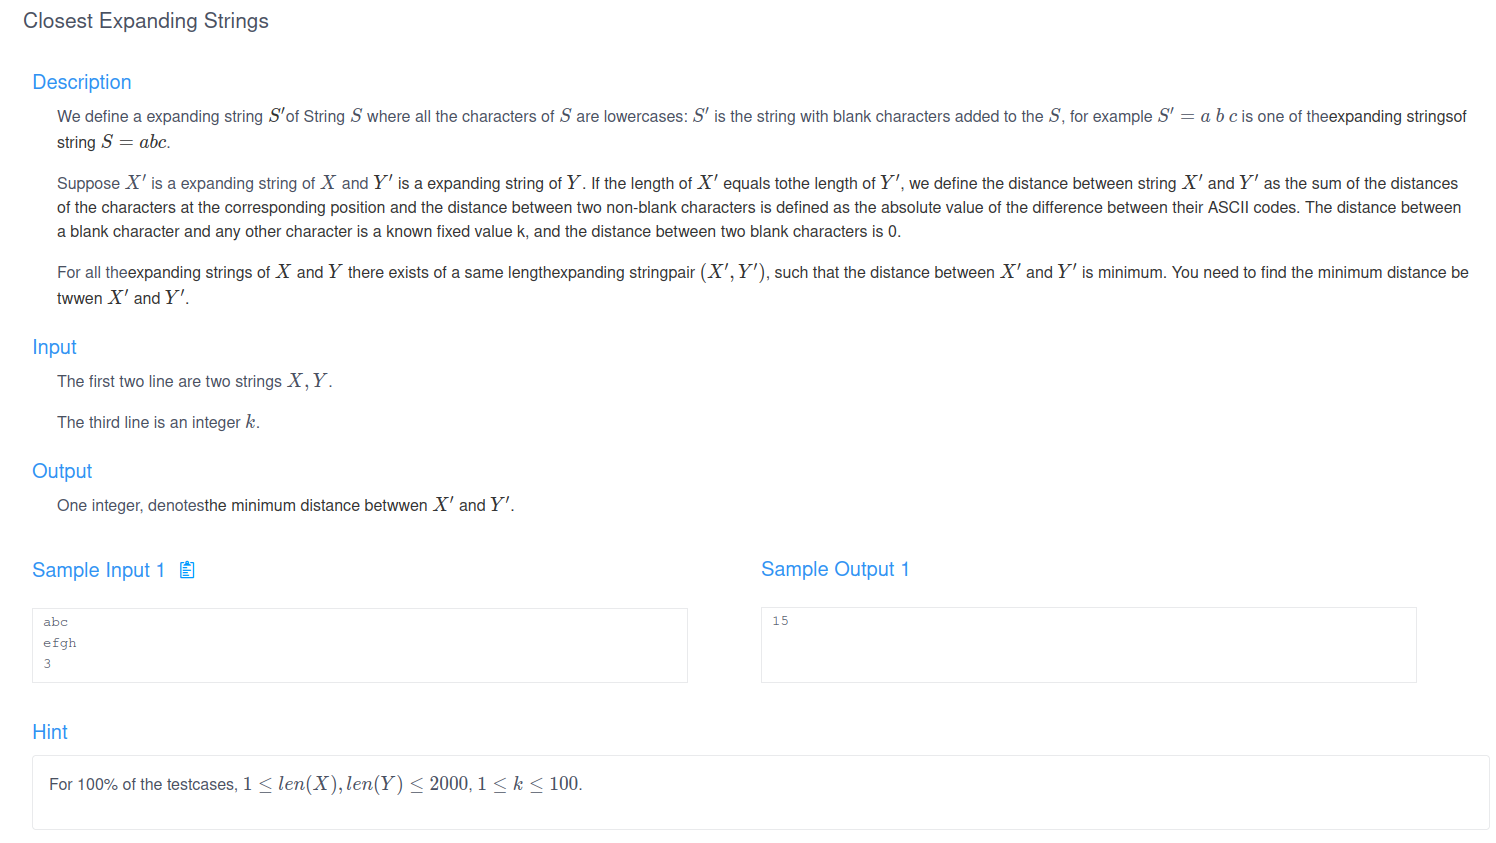 Closest Expanding Strings
Description
We define a expanding string S′of String S where all the characters of S are lowercases: S′ is the string with blank characters added to the S, for example S′ = a b c is one of theexpanding stringsof
string S = abc.
Suppose X′ is a expanding string of X and Y′ is a expanding string of Y. If the length of X′ equals tothe length of Y′, we define the distance between string X′ and Y′ as the sum of the distances
of the characters at the corresponding position and the distance between two non-blank characters is defined as the absolute value of the difference between their ASCII codes. The distance between
a blank character and any other character is a known fixed value k, and the distance between two blank characters is 0.
For all theexpanding strings of X and Y there exists of a same lengthexpanding stringpair (X′, Y′), such that the distance between X′ and Y′ is minimum. You need to find the minimum distance be
twwen X′ and Y′.
Input
The first two line are two strings X, Y.
The third line is an integer k.
Output
One integer, denotesthe minimum distance betwwen X′ and Y′.
Sample Input 1
Sample Output 1
abc
efgh
3
15
Hint
For 100% of the testcases, 1 ≤ len(X), len(Y) ≤ 2000, 1 ≤ k ≤ 100.